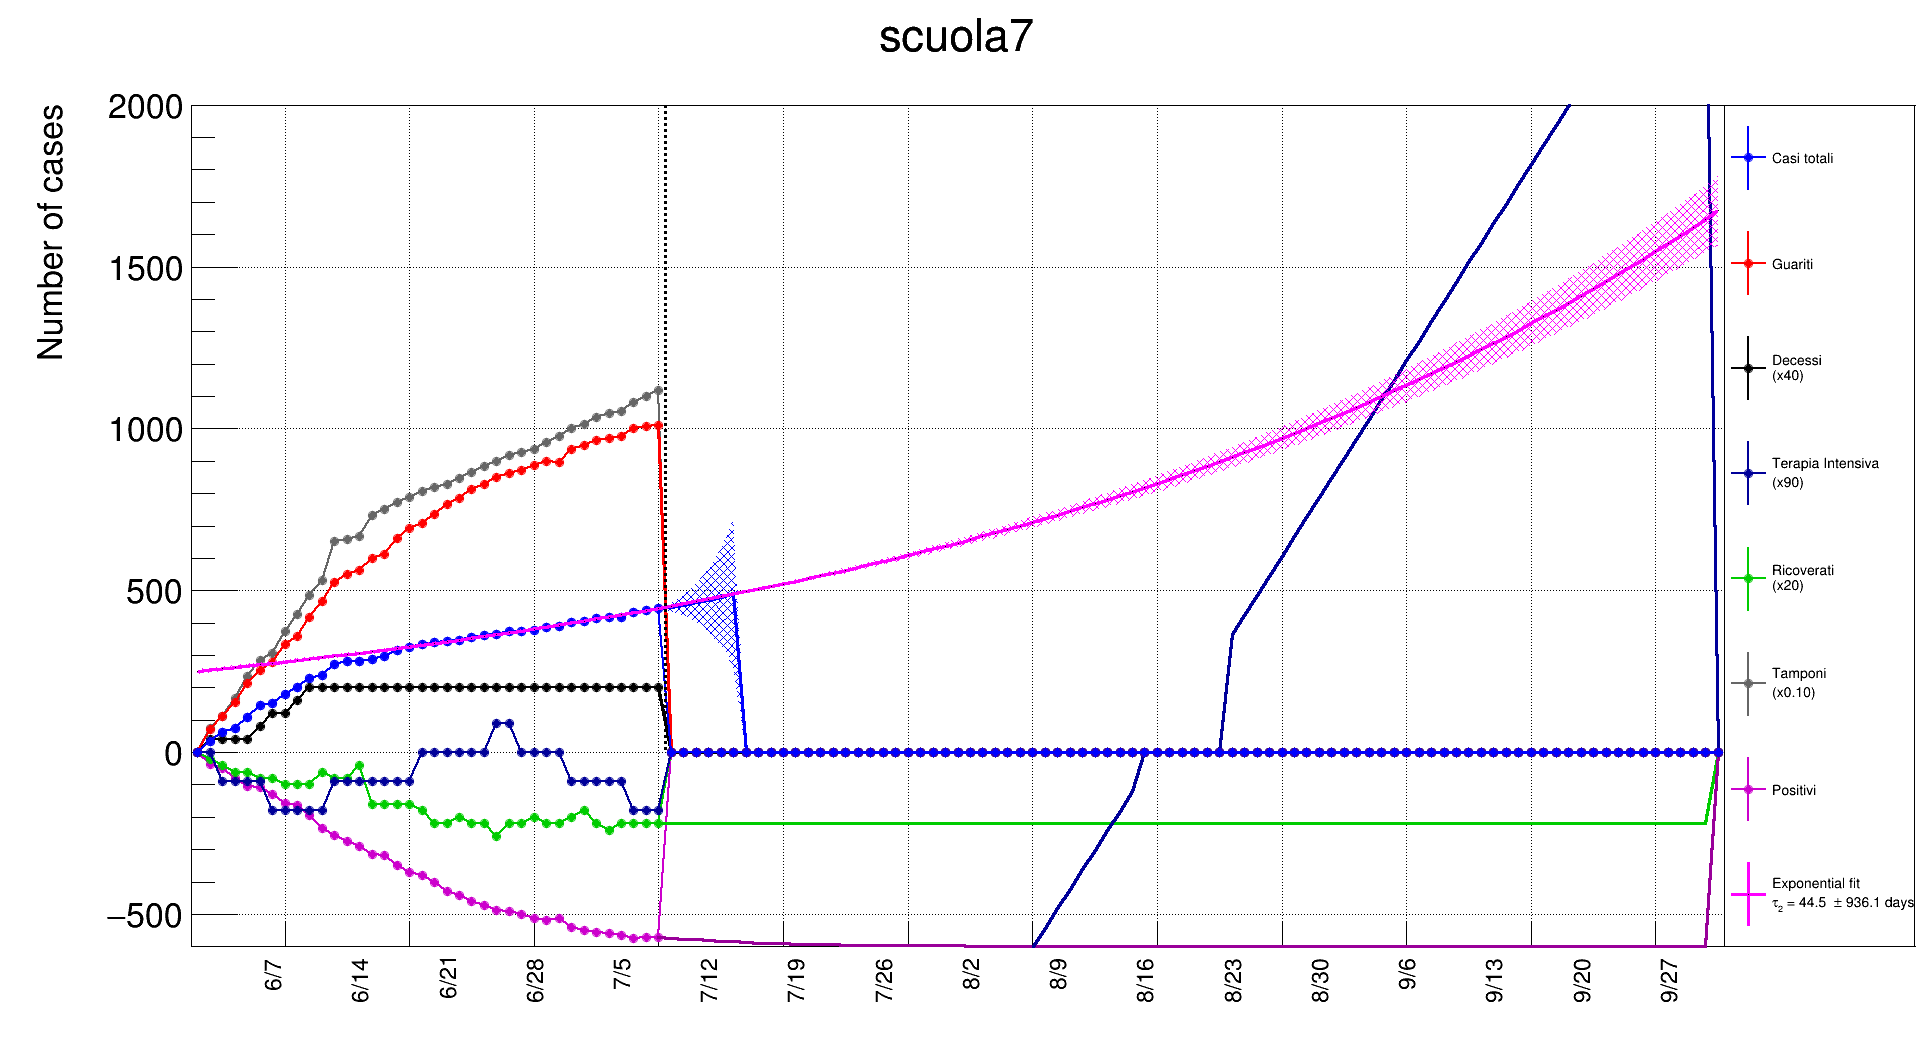 scuola7
Number of cases
2000
1500
1000
500
0
−500
6/7
6/14
6/21
6/28
7/5
7/12
7/19
7/26
8/2
8/9
8/16
8/23
8/30
9/6
9/13
9/20
9/27
Casi totali
Guariti
Decessi
(x40)
Terapia Intensiva
(x90)
Ricoverati
(x20)
Tamponi
(x0.10)
Positivi
Exponential fit
τ2 = 44.5 ± 936.1 days